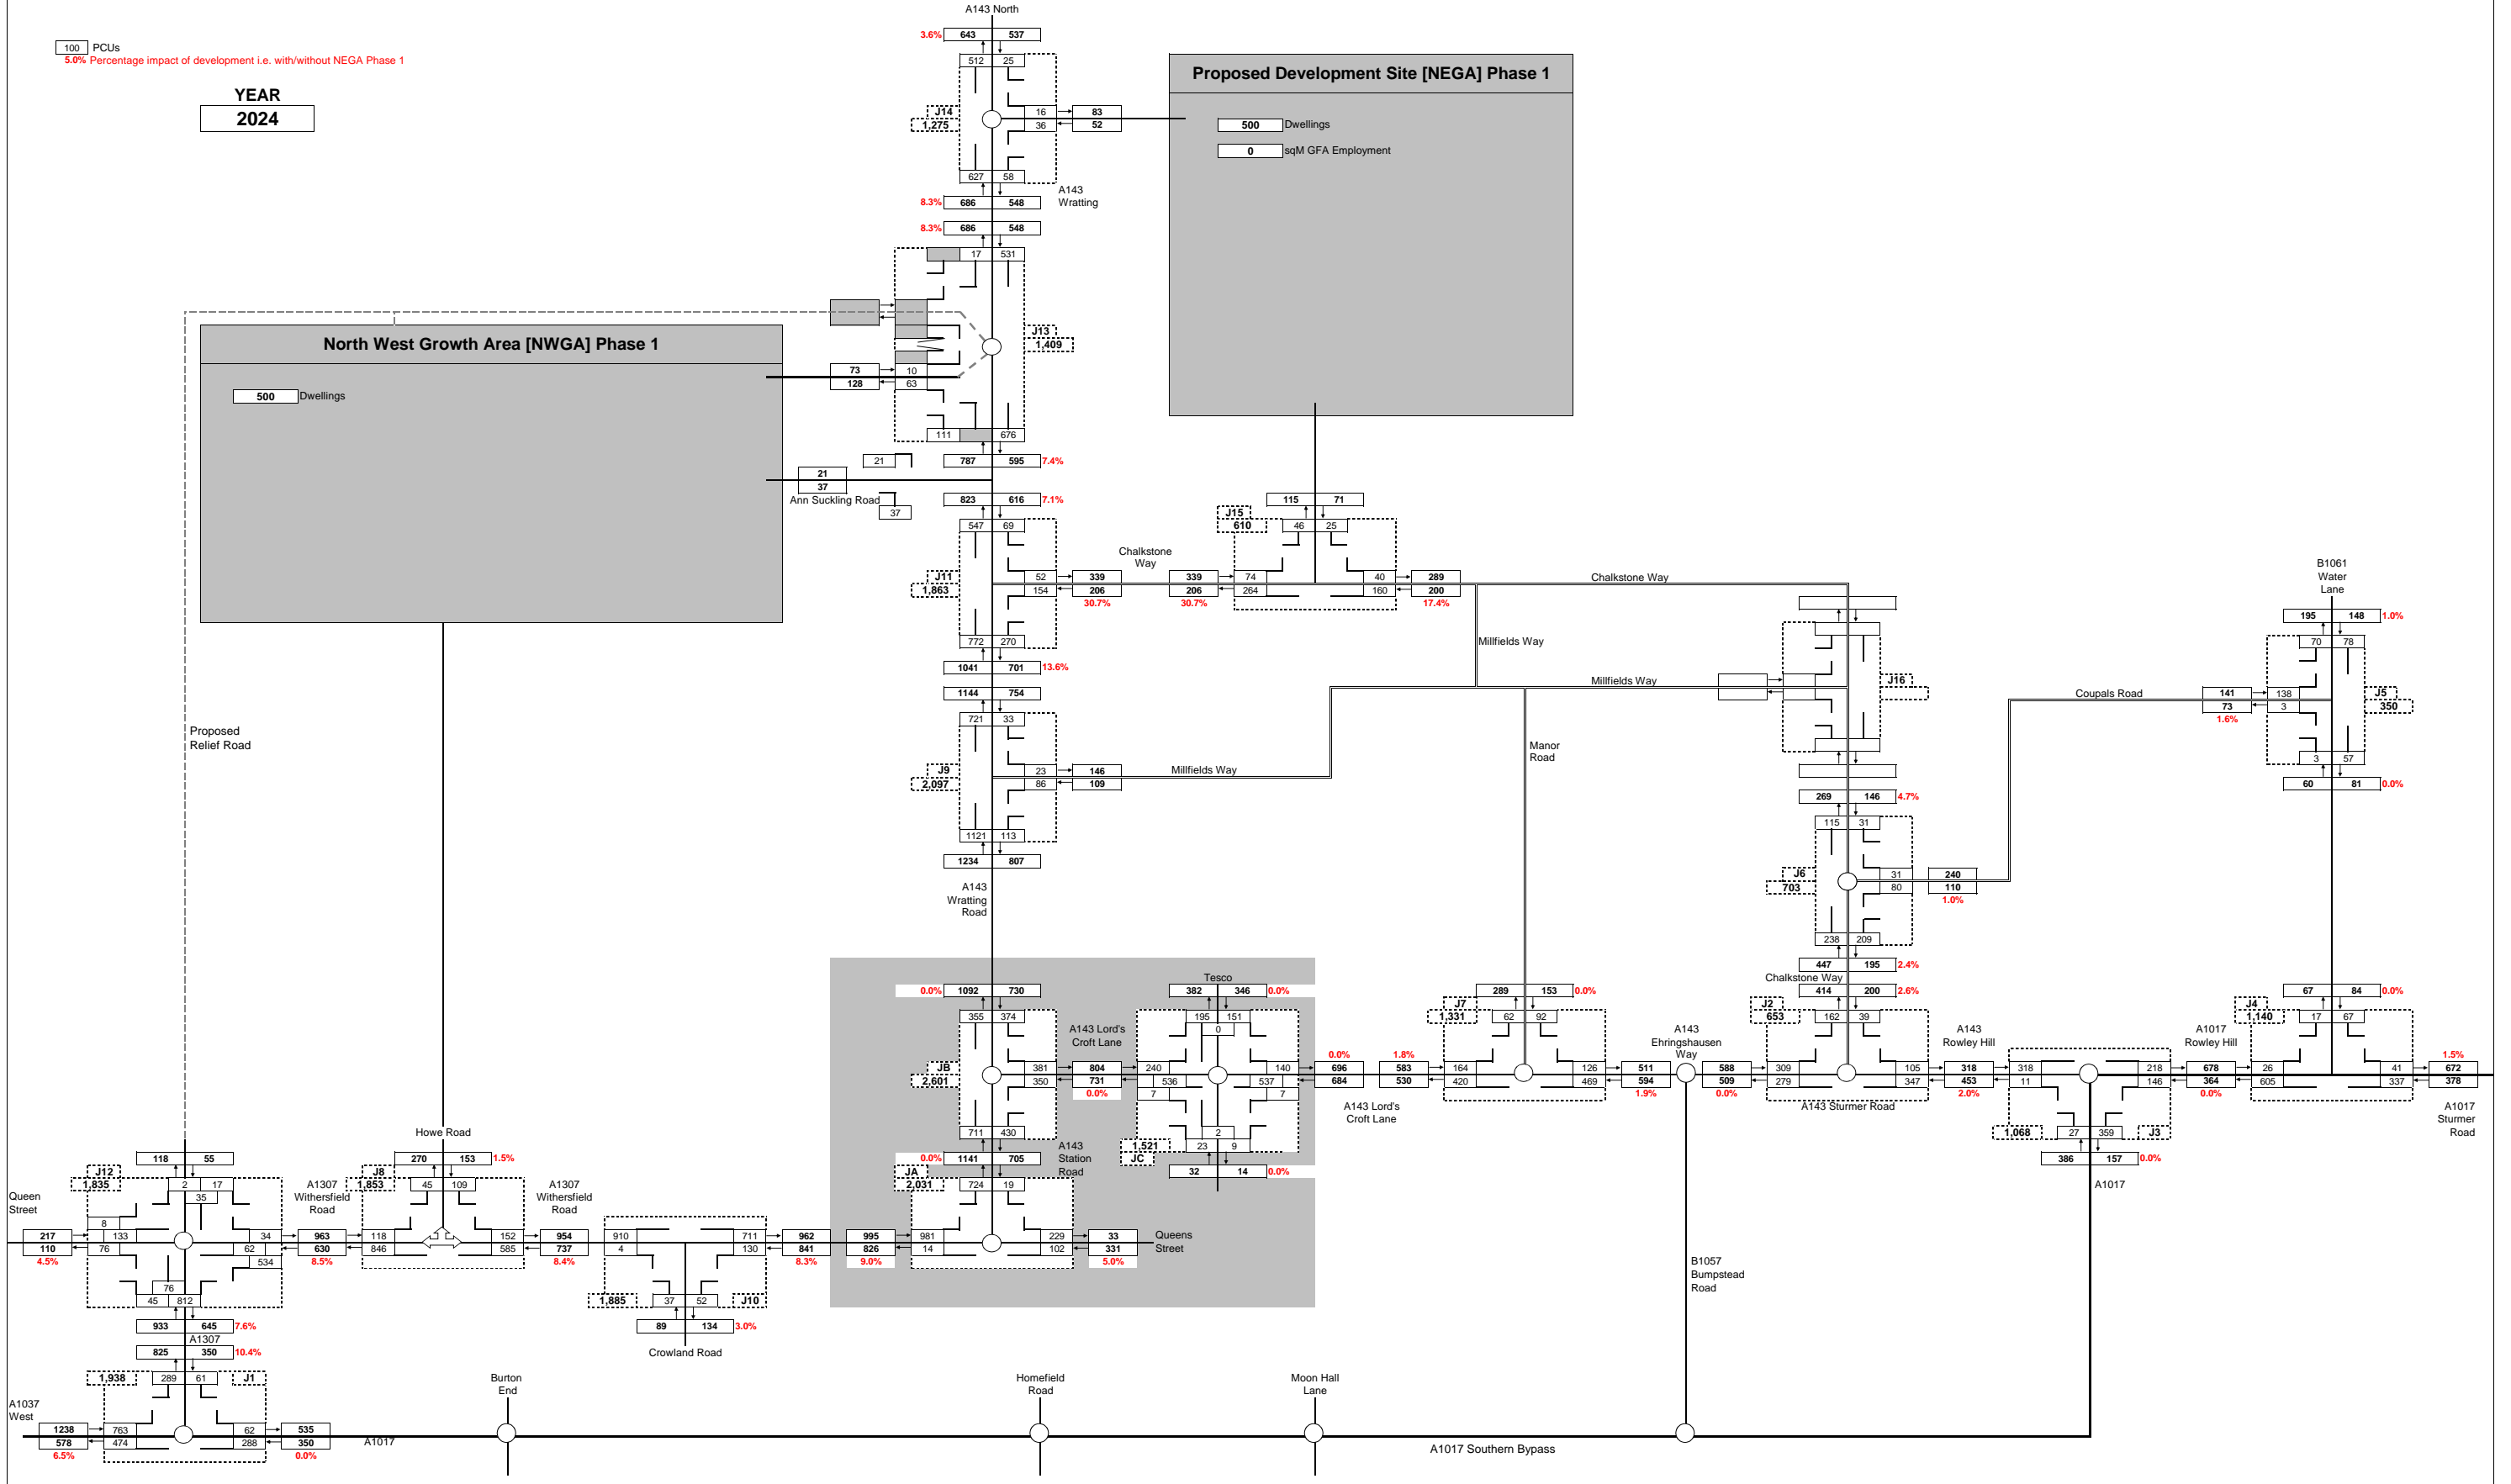 A143 North
100 PCUs
5.0% Percentage impact of development i.e. with/without NEGA Phase 1
YEAR
2024
3.6% 643 537
512 25
J14
1,275
16 83
36 52
627 58
A143
Wratting
8.3% 686 548
Proposed Development Site [NEGA] Phase 1
500 Dwellings
0 sqM GFA Employment
8.3% 686 548
17 531
J13
1,409
73 10
128 63
111 676
21
787 595 7.4%
North West Growth Area [NWGA] Phase 1
500 Dwellings
21
37
Ann Suckling Road
37
823 616 7.1%
547 69
J11
1,863
52 339
154 206
30.7%
772 270
1041 701 13.6%
Chalkstone
Way
115 71
J15
610
46 25
339 74
206 264
30.7%
40 289
160 200
17.4%
Chalkstone Way
Millfields Way
Millfields Way
J16
B1061
Water
Lane
195 148 1.0%
70 78
Coupals Road
141 138
73 3
1.6%
J5
350
3 57
60 81 0.0%
Proposed
Relief Road
1144 754
721 33
J9
2,097
23 146
86 109
Millfields Way
1121 113
1234 807
A143
Wratting
Road
Manor
Road
269 146 4.7%
115 31
J6
703
31 240
80 110
1.0%
238 209
447 195 2.4%
Chalkstone Way
0.0% 1092 730
355 374
JB
2,601
381 804
350 731
0.0%
A143 Lord's
Croft Lane
711 430
0.0% 1141 705
A143
Station
Road
Tesco
382 346 0.0%
195 151
0
240
536
7
140
537
7
0.0%
696
684
2
23 9
1,521
JC
32 14 0.0%
1.8%
583 164
530 420
A143 Lord's
Croft Lane
289 153 0.0%
J7
1,331
62 92
126 511
469 594
1.9%
A143
Ehringshausen
Way
588 309
509 279
0.0%
414 200 2.6%
J2
653
162 39
105 318
347 453
2.0%
A143
Rowley Hill
A143 Sturmer Road
318
11
218 678
146 364
0.0%
A1017
Rowley Hill
27 359
1,068
J3
386 157 0.0%
A1017
67 84 0.0%
J4
1,140
17 67
26
605
1.5%
41 672
337 378
A1017
Sturmer
Road
JA
2,031
724 19
995 981
826 14
9.0%
229 33
102 331
5.0%
Queens
Street
Howe Road
270 153 1.5%
J8
1,853
45 109
118
846
152 954
585 737
8.4%
A1307
Withersfield
Road
910
4
711 962
130 841
8.3%
1,885
37 52
J10
89 134 3.0%
Crowland Road
118 55
J12
1,835
2 17
35
Queen
Street
217
110
4.5%
8
133
76
34 963
62 630
534
8.5%
A1307
Withersfield
Road
76
45 812
933 645 7.6%
A1307
825 350 10.4%
1,938
289 61
J1
A1037
West
1238 763
578 474
6.5%
62 535
288 350
0.0%
A1017
Burton
End
Homefield
Road
Moon Hall
Lane
B1057
Bumpstead
Road
A1017 Southern Bypass